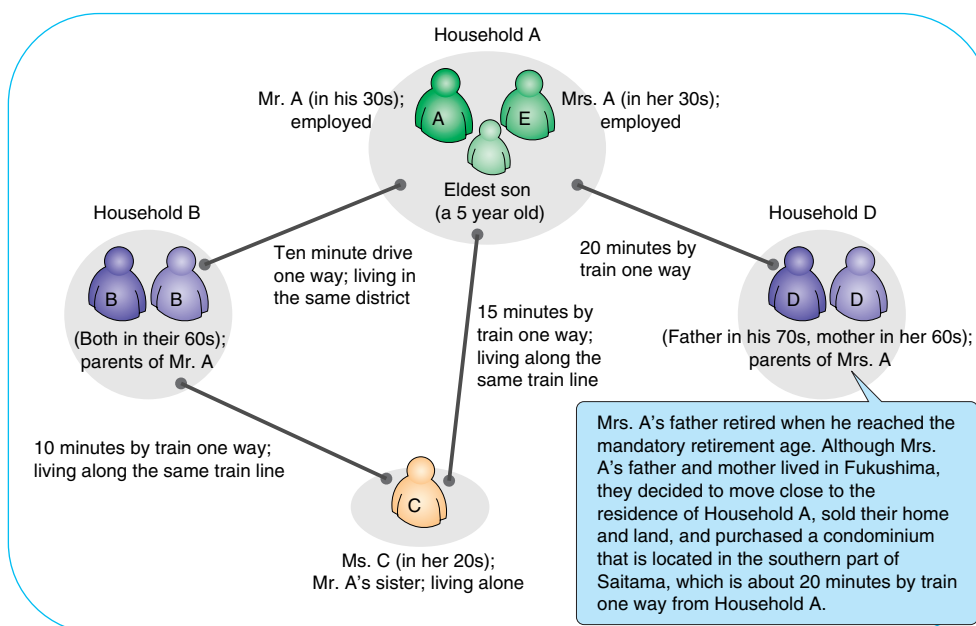 Household A
Mr. A (in his 30s);
employed
A
E
Mrs. A (in her 30s);
employed
Eldest son
(a 5 year old)
Household B
B
B
(Both in their 60s);
parents of Mr. A
Ten minute drive
one way; living in
the same district
15 minutes by
train one way;
living along the
same train line
20 minutes by
train one way
Household D
D
D
(Father in his 70s, mother in her 60s);
parents of Mrs. A
10 minutes by train one way;
living along the same train line
C
Ms. C (in her 20s);
Mr. A's sister; living alone
Mrs. A's father retired when he reached the
mandatory retirement age. Although Mrs.
A's father and mother lived in Fukushima,
they decided to move close to the
residence of Household A, sold their home
and land, and purchased a condominium
that is located in the southern part of
Saitama, which is about 20 minutes by train
one way from Household A.